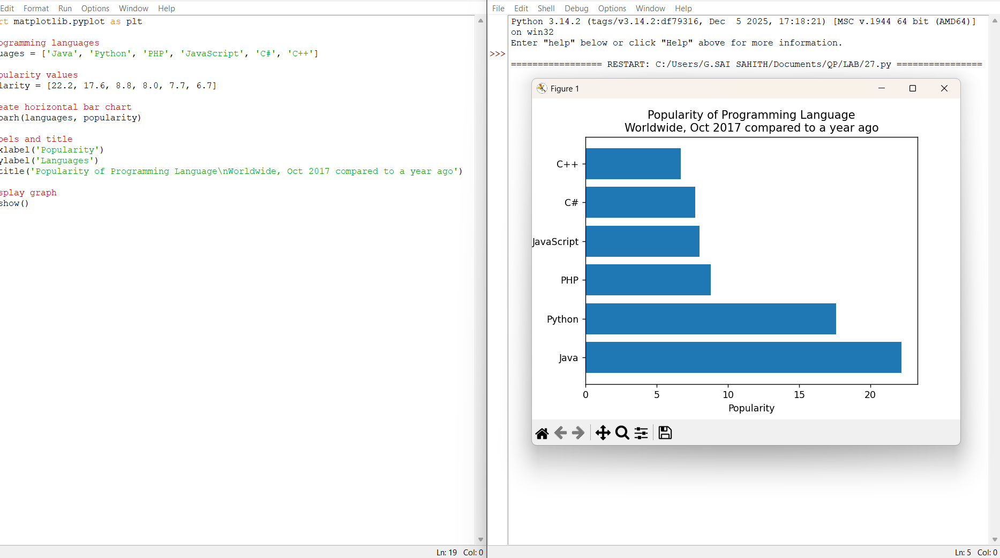 Edit Format Run Options Window Help
rt matplotlib.pyplot as plt
ogramming languages
uages = ['Java', 'Python', 'PHP', 'JavaScript', 'C#', 'C++']
pularity values
larity = [22.2, 17.6, 8.8, 8.0, 7.7, 6.7]
eate horizontal bar chart
barh(languages, popularity)
bels and title
xlabel('Popularity')
ylabel('Languages')
title('Popularity of Programming Language\nWorldwide, Oct 2017 compared to a year ago')
splay graph
show()
Ln: 19 Col: 0
File Edit Shell Debug Options Window Help
Python 3.14.2 (tags/v3.14.2:df79316, Dec  5 2025, 17:18:21) [MSC v.1944 64 bit (AMD64)]
on win32
Enter "help" below or click "Help" above for more information.
>>>
================= RESTART: C:/Users/G.SAI SAHITH/Documents/QP/LAB/27.py ================
Figure 1
Popularity of Programming Language
Worldwide, Oct 2017 compared to a year ago
C++
C#
JavaScript
PHP
Python
Java
0 5 10 15 20
Popularity
Ln: 5 Col: 0